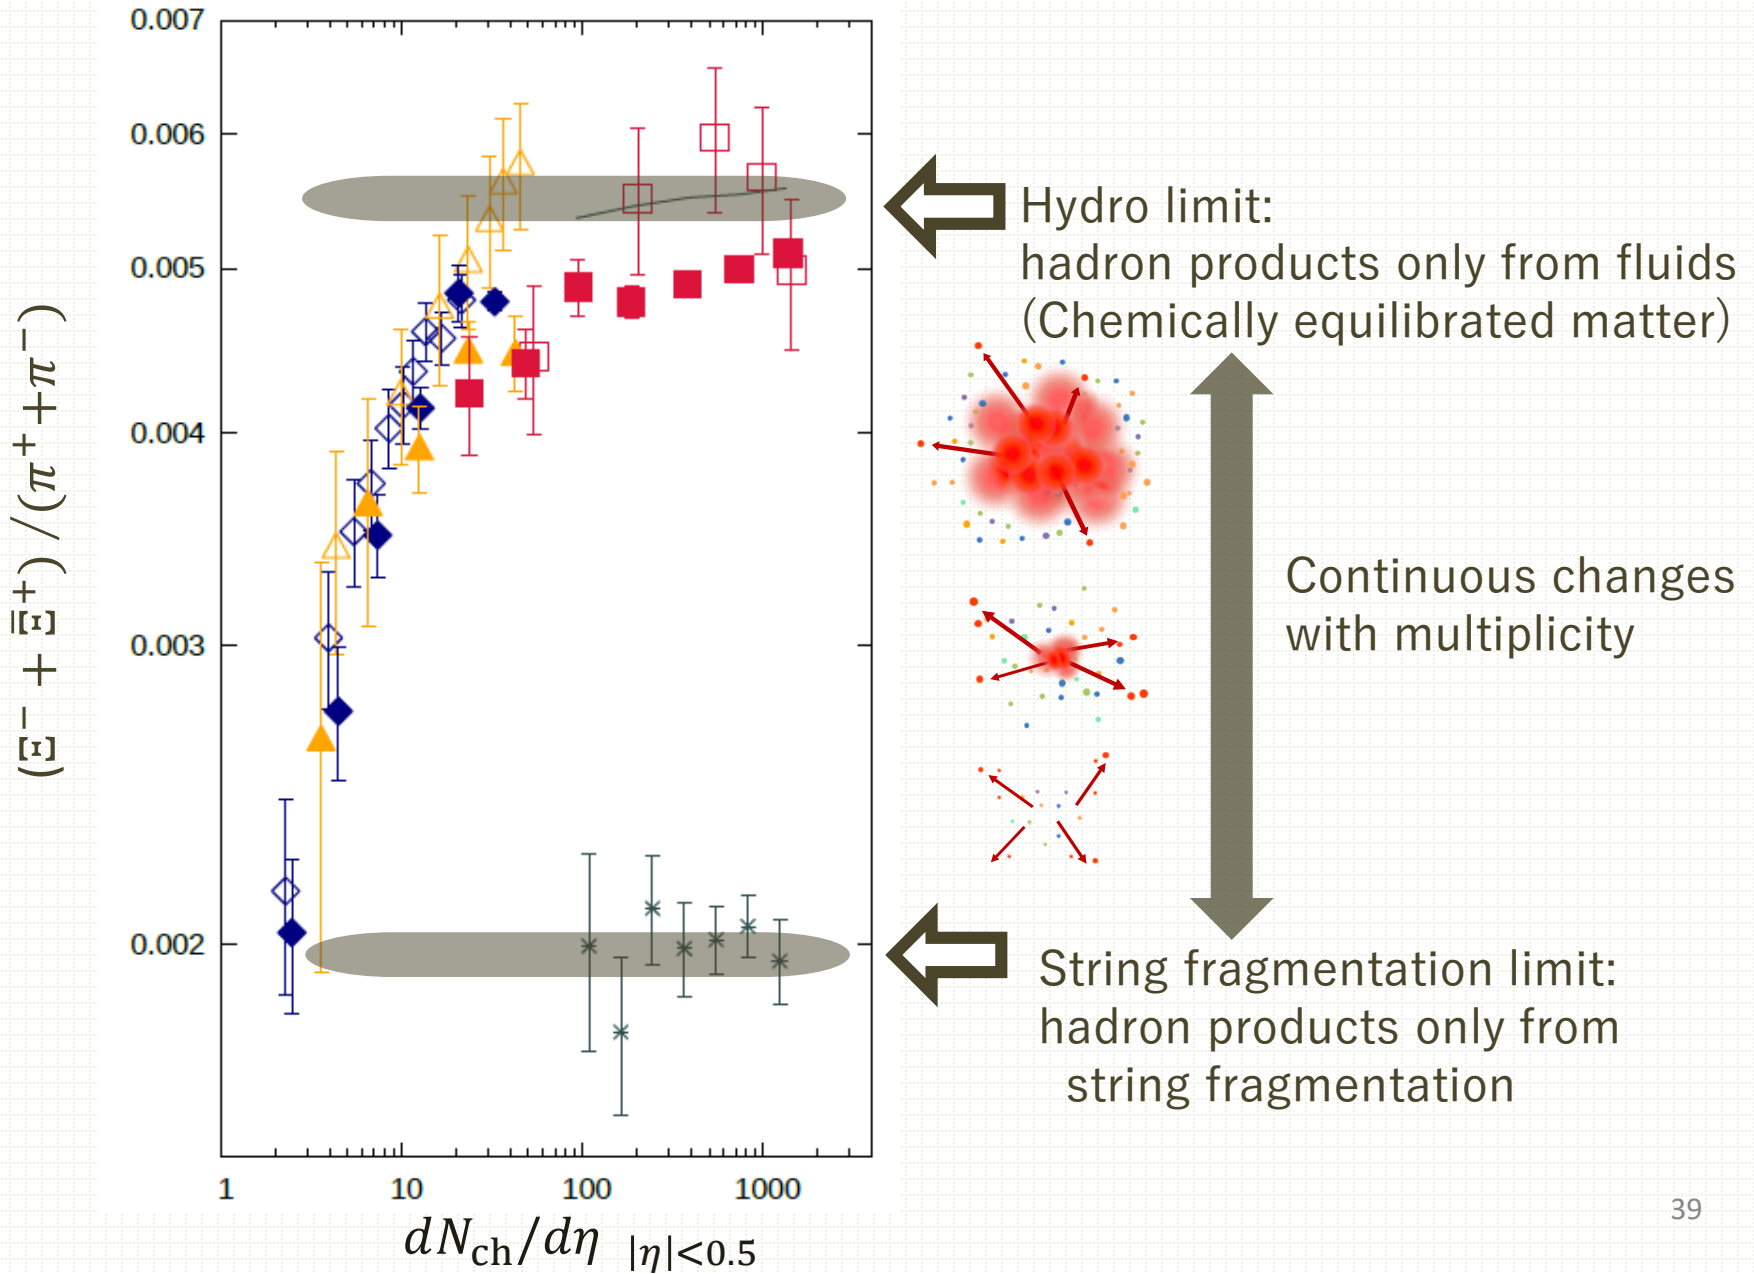 0.007
0.006
0.005
0.004
0.003
0.002
1 10 100 1000
(Ξ⁻ + Ξ̄⁺)/(π⁺+π⁻)
dN_ch/dη |η|<0.5
Hydro limit:
hadron products only from fluids
(Chemically equilibrated matter)
Continuous changes
with multiplicity
String fragmentation limit:
hadron products only from
string fragmentation
39